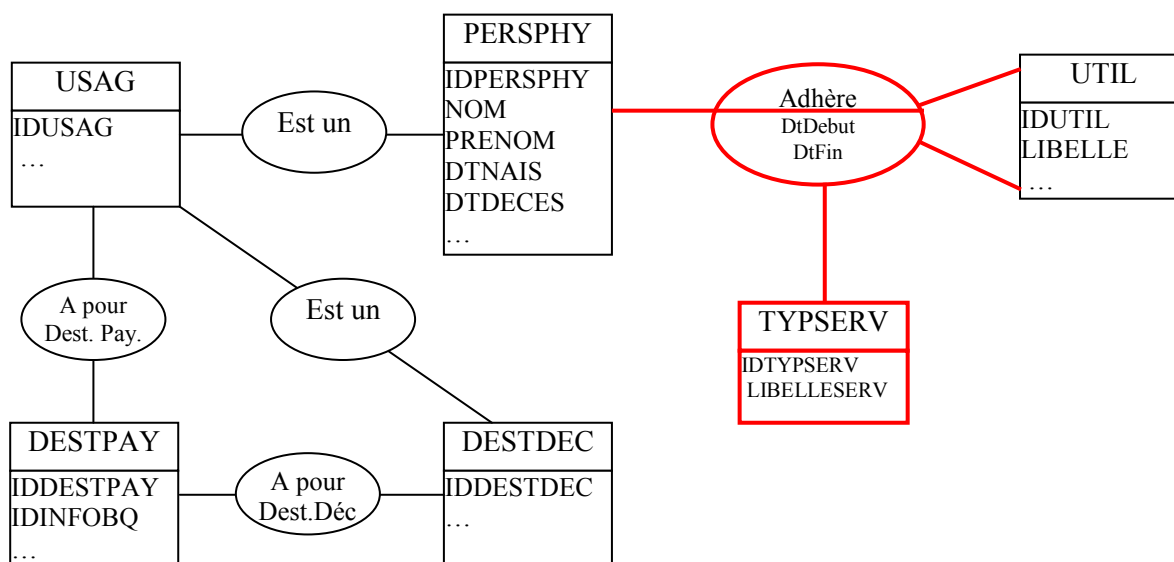 USAG
IDUSAG
…
Est un
PERSPHY
IDPERSPHY
NOM
PRENOM
DTNAIS
DTDECES
…
Adhère
DtDebut
DtFin
UTIL
IDUTIL
LIBELLE
…
A pour
Dest. Pay.
Est un
TYPSERV
IDTYPSERV
LIBELLESERV
DESTPAY
IDDESTPAY
IDINFOBQ
…
A pour
Dest.Déc
DESTDEC
IDDESTDEC
…